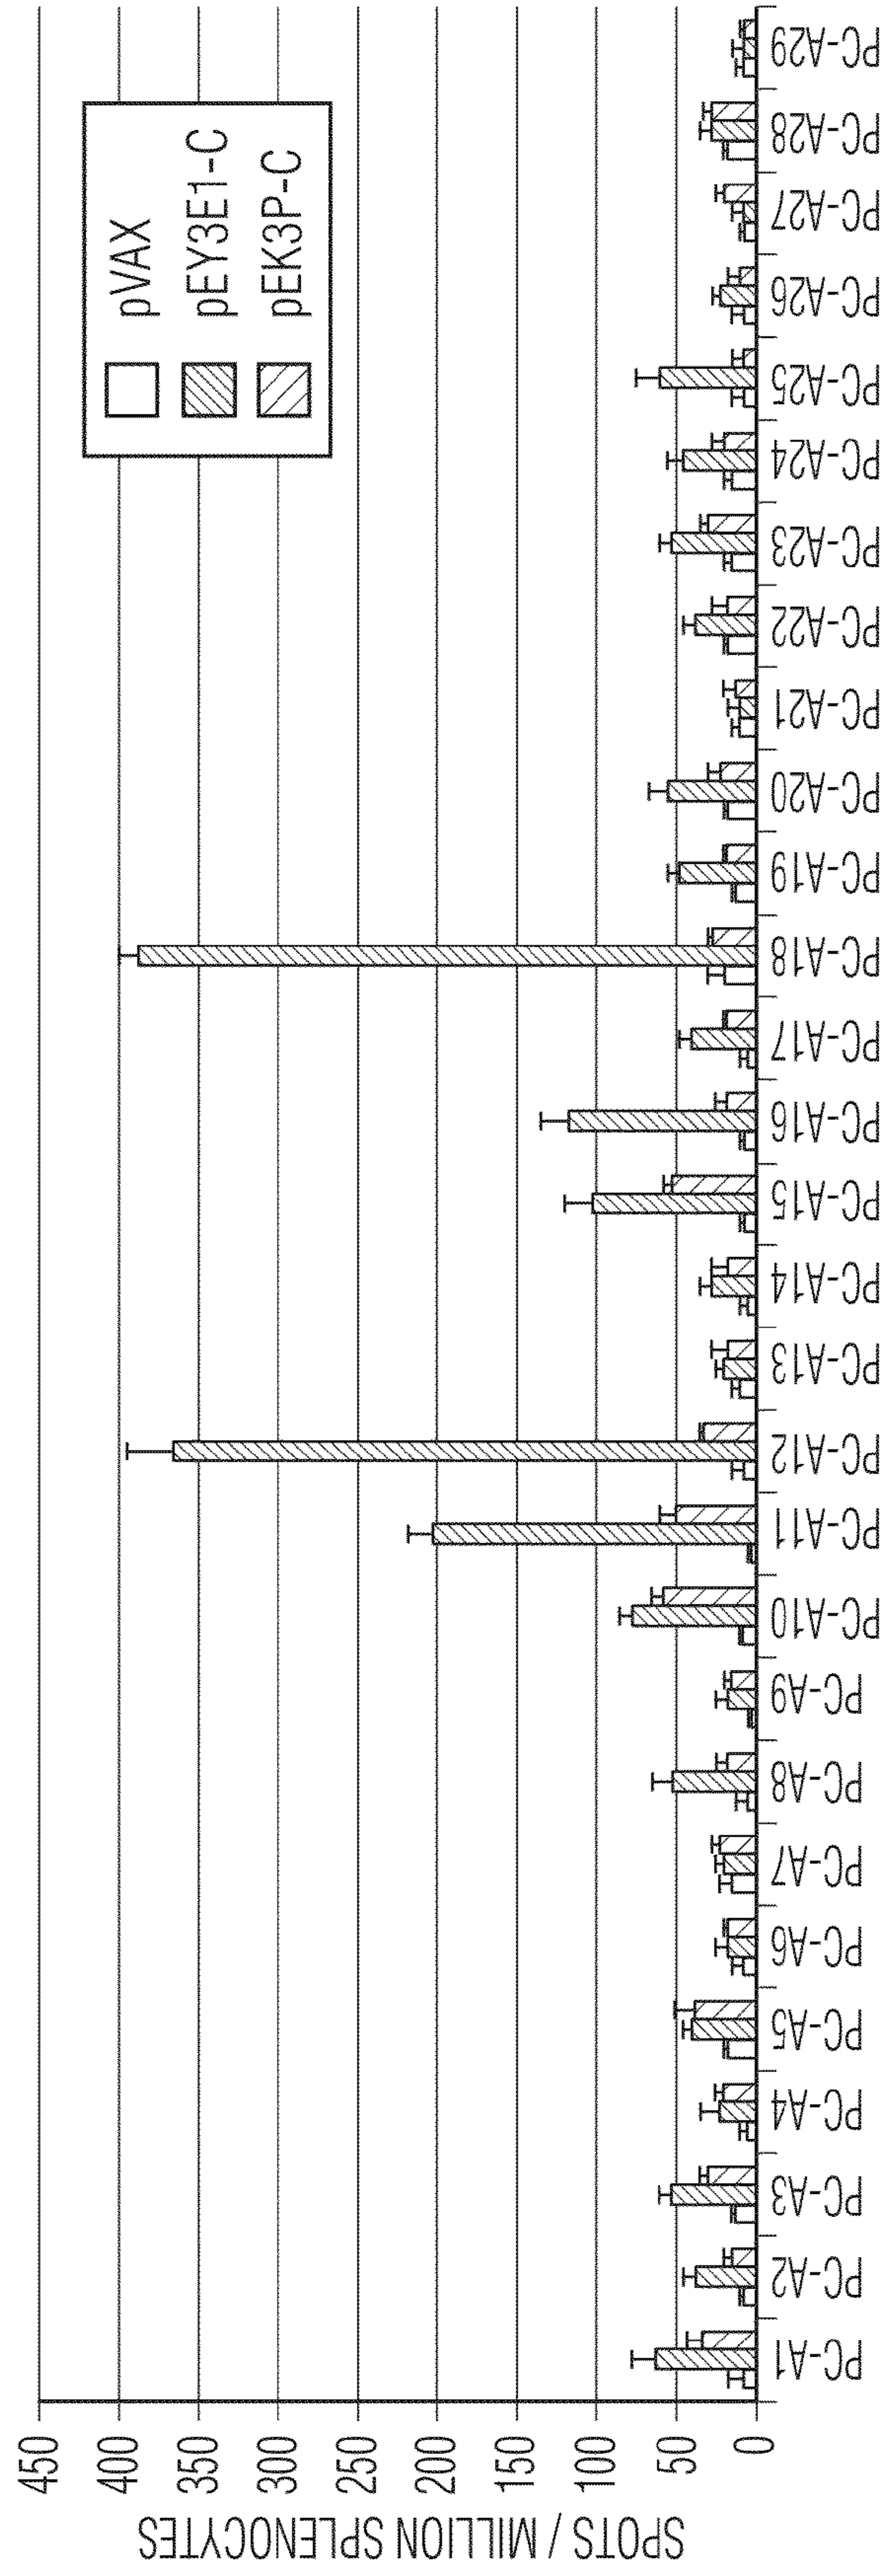 SPOTS / MILLION SPLENOCYTES
450
400
350
300
250
200
150
100
50
0
pVAX
pEY3E1-C
pEK3P-C
PC-A1
PC-A2
PC-A3
PC-A4
PC-A5
PC-A6
PC-A7
PC-A8
PC-A9
PC-A10
PC-A11
PC-A12
PC-A13
PC-A14
PC-A15
PC-A16
PC-A17
PC-A18
PC-A19
PC-A20
PC-A21
PC-A22
PC-A23
PC-A24
PC-A25
PC-A26
PC-A27
PC-A28
PC-A29